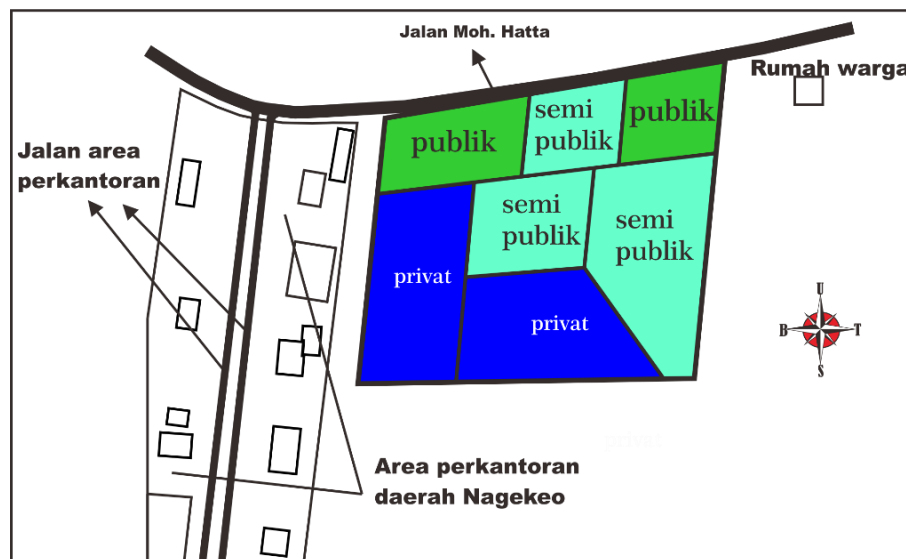 Jalan Moh. Hatta
Rumah warga
publik
semi
publik
publik
Jalan area
perkantoran
semi
publik
semi
publik
privat
privat
U
B
T
S
Area perkantoran
daerah Nagekeo
privat